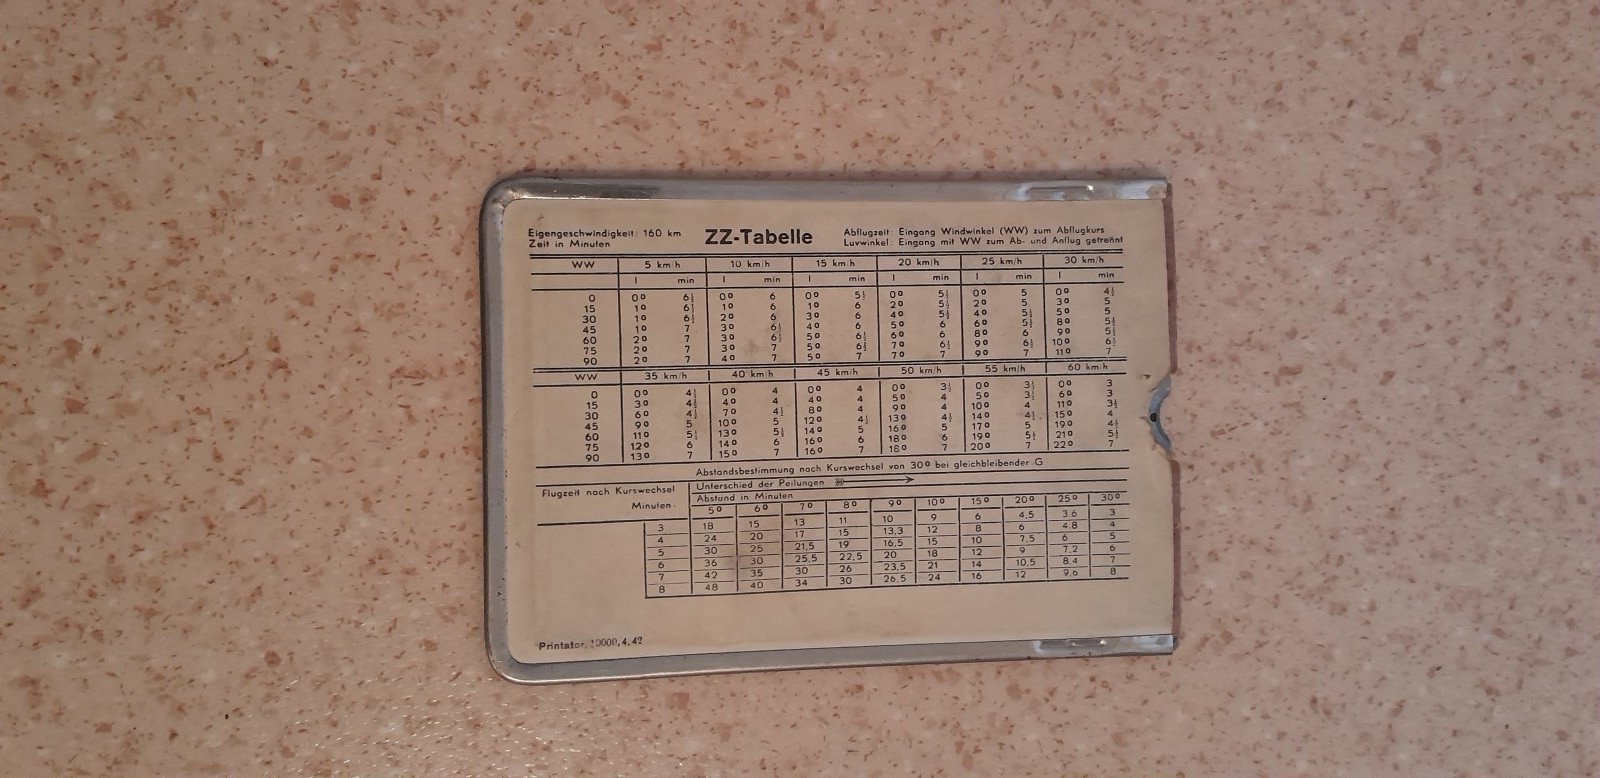 Eigengeschwindigkeit: 160 km
Zeit in Minuten
ZZ-Tabelle
Abflugzeit: Eingang Windwinkel (WW) zum Abflugkurs
Luvwinkel: Eingang mit WW zum Ab- und Anflug getrennt
WW 5 km/h 10 km/h 15 km/h 20 km/h 25 km/h 30 km/h
l min l min l min l min l min l min
0 0° 6½ 0° 6 0° 5½ 0° 5½ 0° 5 0° 4½
15 1° 6½ 1° 6 1° 6 2° 5½ 2° 5 3° 5
30 1° 6½ 2° 6 3° 6 4° 5½ 4° 5½ 5° 5
45 1° 7 3° 6½ 4° 6 5° 6 6° 5½ 8° 5½
60 2° 7 3° 6½ 5° 6½ 6° 6 8° 6 9° 5½
75 2° 7 3° 7 5° 6½ 7° 6½ 9° 6½ 10° 6½
90 2° 7 4° 7 5° 7 7° 7 9° 7 11° 7
WW 35 km/h 40 km/h 45 km/h 50 km/h 55 km/h 60 km/h
0 0° 4½ 0° 4 0° 4 0° 3½ 0° 3½ 0° 3
15 3° 4½ 4° 4 4° 4 5° 4 5° 3½ 6° 3
30 6° 4½ 7° 4½ 8° 4 9° 4 10° 4 11° 3½
45 9° 5 10° 5 12° 4½ 13° 4½ 14° 4½ 15° 4
60 11° 5½ 13° 5½ 14° 5 16° 5 17° 5 19° 4½
75 12° 6 14° 6 16° 6 18° 6 19° 5½ 21° 5½
90 13° 7 15° 7 16° 7 18° 7 20° 7 22° 7
Abstandsbestimmung nach Kurswechsel von 30° bei gleichbleibender G
Flugzeit nach Kurswechsel
Minuten.
Unterschied der Peilungen
Abstand in Minuten
5° 6° 7° 8° 9° 10° 15° 20° 25° 30°
3 18 15 13 11 10 9 6 4,5 3,6 3
4 24 20 17 15 13,3 12 8 6 4,8 4
5 30 25 21,5 19 16,5 15 10 7,5 6 5
6 36 30 25,5 22,5 20 18 12 9 7,2 6
7 42 35 30 26 23,5 21 14 10,5 8,4 7
8 48 40 34 30 26,5 24 16 12 9,6 8
Printator, 10000, 4, 42